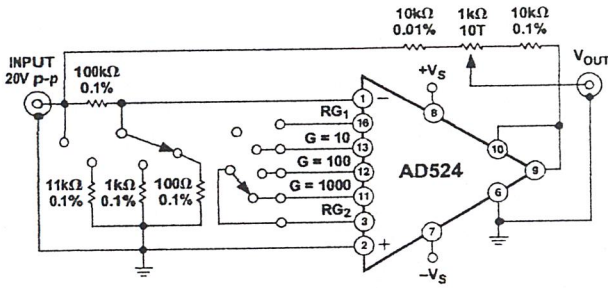 10kΩ 1kΩ 10kΩ
0.01% 10T 0.1%
INPUT
20V p-p
100kΩ
0.1%
VOUT
+VS
1 −
8
RG1
16
G = 10
13
10
G = 100
12
AD524
9
G = 1000
11
6
RG2
3
7
2 +
−VS
11kΩ 1kΩ 100Ω
0.1% 0.1% 0.1%